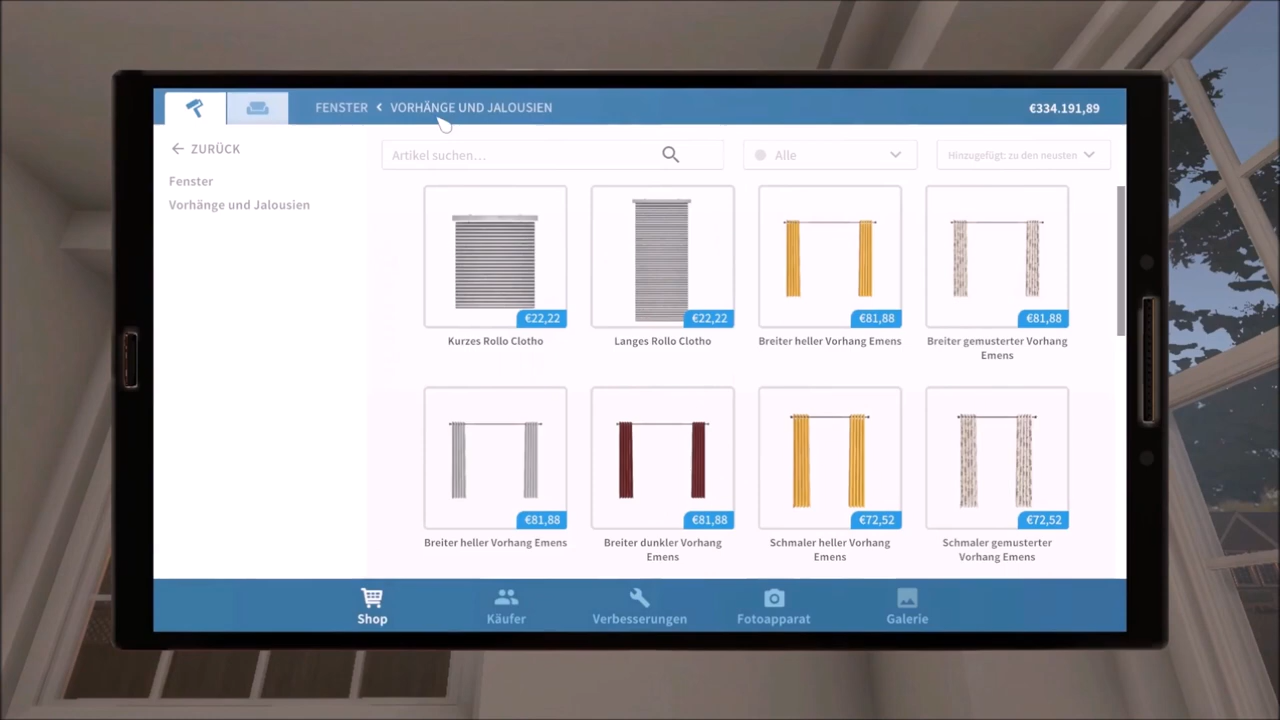 FENSTER < VORHÄNGE UND JALOUSIEN
€334.191,89
← ZURÜCK
Fenster
Vorhänge und Jalousien
Artikel suchen...
Alle
Hinzugefügt: zu den neusten
€22,22
€22,22
€81,88
€81,88
Kurzes Rollo Clotho
Langes Rollo Clotho
Breiter heller Vorhang Emens
Breiter gemusterter Vorhang
Emens
€81,88
€81,88
€72,52
€72,52
Breiter heller Vorhang Emens
Breiter dunkler Vorhang
Emens
Schmaler heller Vorhang
Emens
Schmaler gemusterter
Vorhang Emens
Shop
Käufer
Verbesserungen
Fotoapparat
Galerie